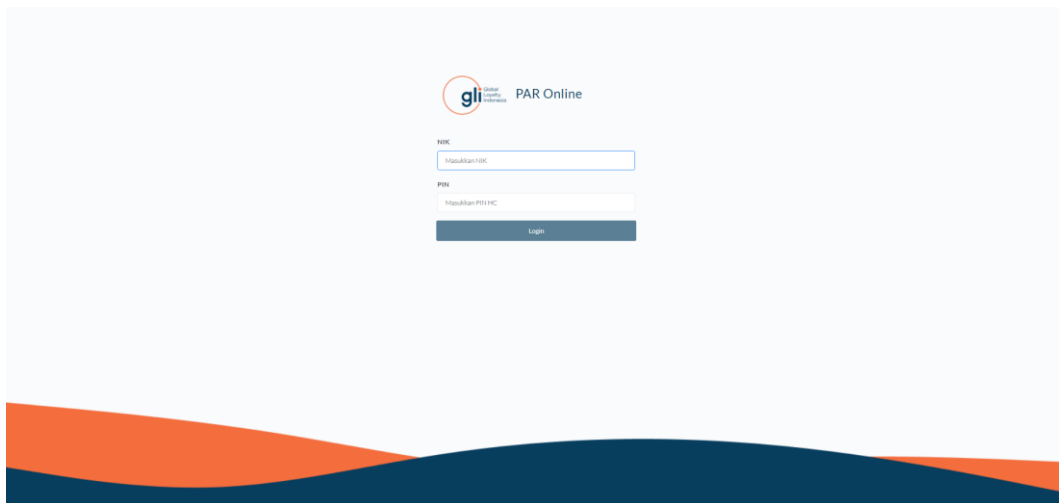 gli Global Loyalty Indonesia PAR Online
NIK
Masukkan NIK
PIN
Masukkan PIN HC
Login